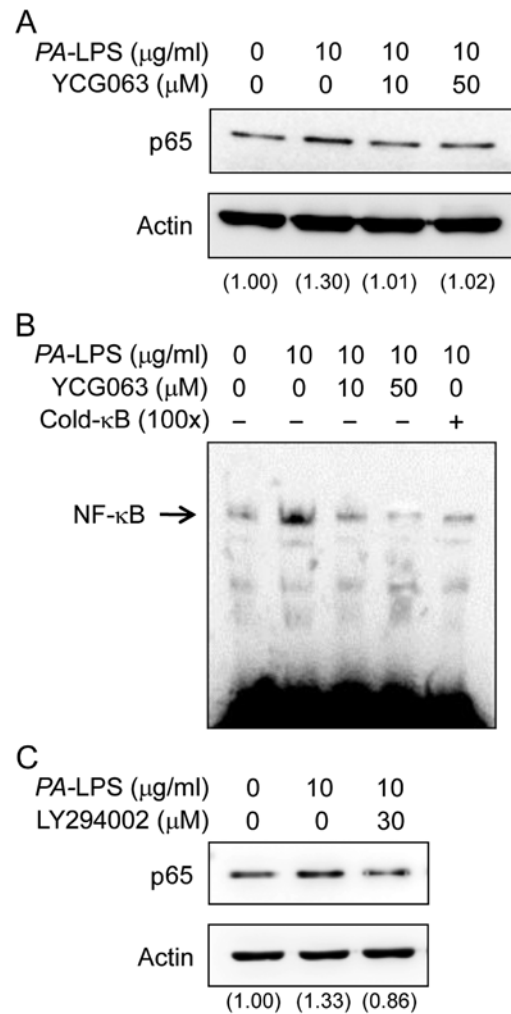 A
PA-LPS (μg/ml) 0 10 10 10
YCG063 (μM) 0 0 10 50
p65
Actin
(1.00) (1.30) (1.01) (1.02)
B
PA-LPS (μg/ml) 0 10 10 10 10
YCG063 (μM) 0 0 10 50 0
Cold-κB (100x) – – – – +
NF-κB →
C
PA-LPS (μg/ml) 0 10 10
LY294002 (μM) 0 0 30
p65
Actin
(1.00) (1.33) (0.86)